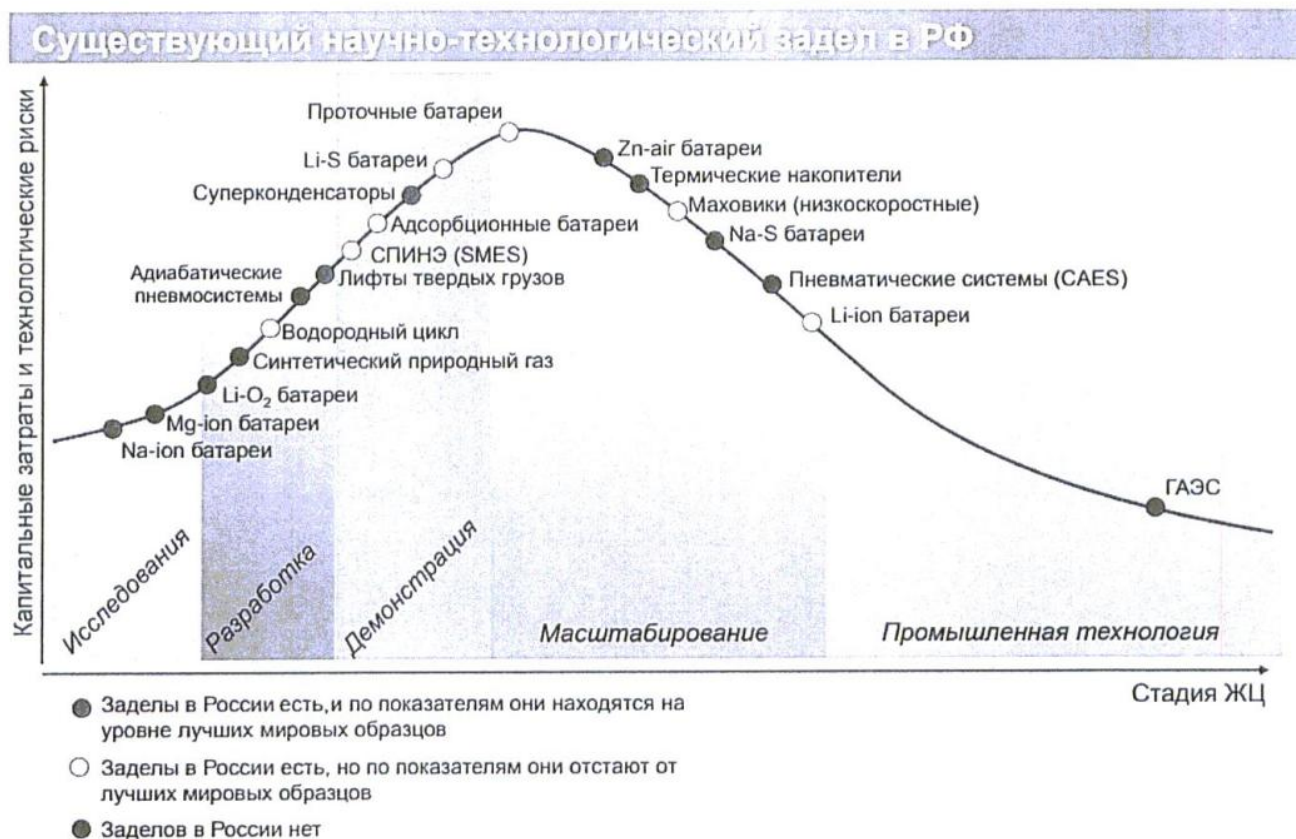 Существующий научно-технологический задел в РФ
Капитальные затраты и технологические риски
Проточные батареи
Li-S батареи
Суперконденсаторы
Адсорбционные батареи
СПИНЭ (SMES)
Лифты твердых грузов
Адиабатические
пневмосистемы
Водородный цикл
Синтетический природный газ
Li-O₂ батареи
Mg-ion батареи
Na-ion батареи
Zn-air батареи
Термические накопители
Маховики (низкоскоростные)
Na-S батареи
Пневматические системы (CAES)
Li-ion батареи
ГАЭС
Исследования
Разработка
Демонстрация
Масштабирование
Промышленная технология
Стадия ЖЦ
Заделы в России есть, и по показателям они находятся на
уровне лучших мировых образцов
Заделы в России есть, но по показателям они отстают от
лучших мировых образцов
Заделов в России нет